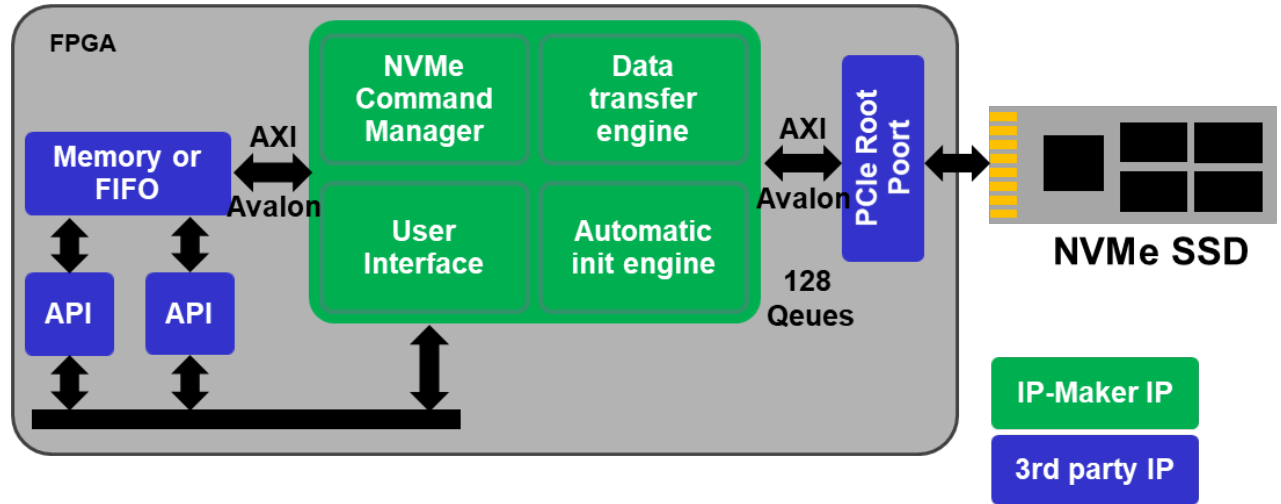 FPGA
NVMe
Command
Manager
Data
transfer
engine
User
Interface
Automatic
init engine
Memory or
FIFO
AXI
Avalon
API
API
AXI
Avalon
128
Qeues
PCIe Root
Poort
NVMe SSD
IP-Maker IP
3rd party IP